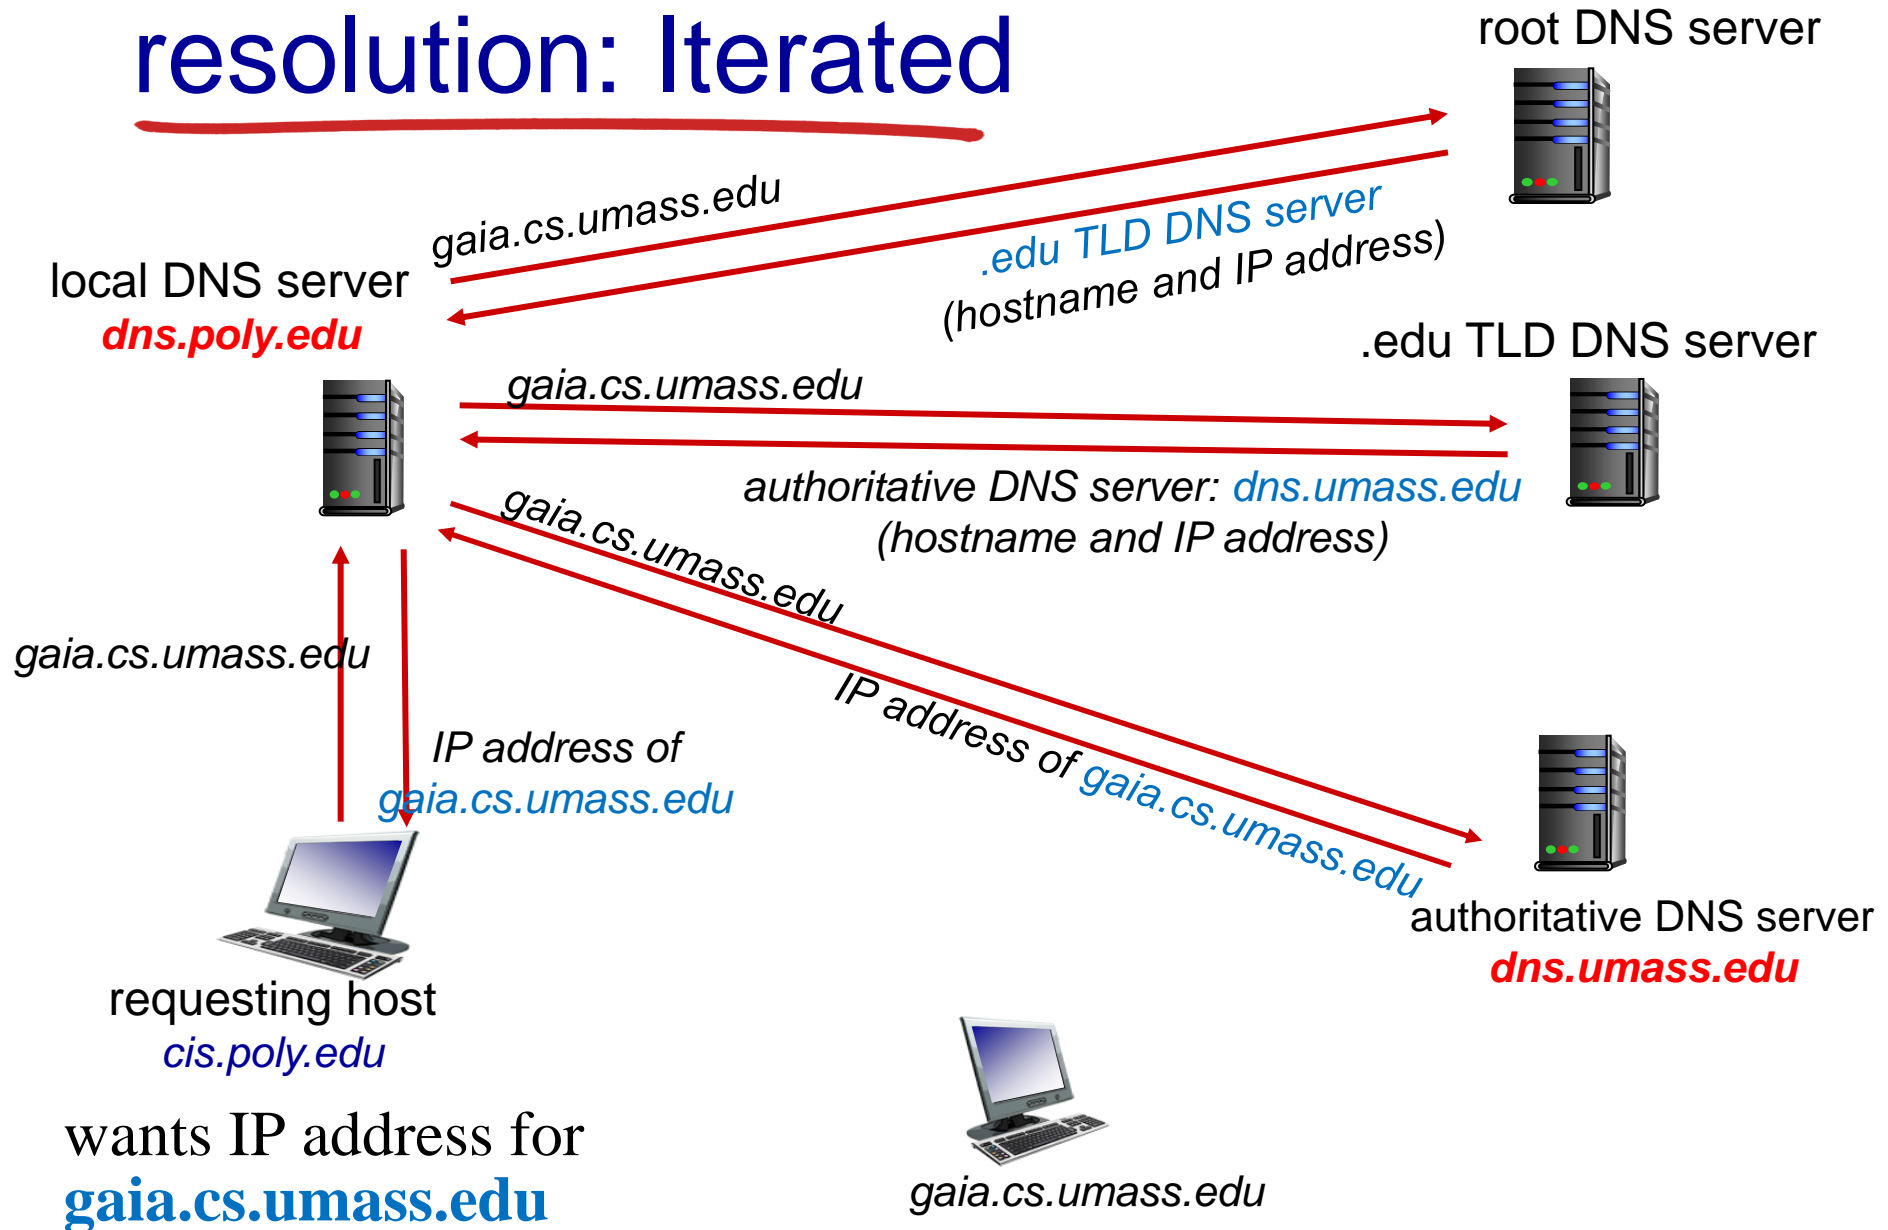 resolution: Iterated
root DNS server
gaia.cs.umass.edu
.edu TLD DNS server
(hostname and IP address)
local DNS server
dns.poly.edu
.edu TLD DNS server
gaia.cs.umass.edu
authoritative DNS server: dns.umass.edu
(hostname and IP address)
gaia.cs.umass.edu
IP address of gaia.cs.umass.edu
gaia.cs.umass.edu
IP address of
gaia.cs.umass.edu
authoritative DNS server
dns.umass.edu
requesting host
cis.poly.edu
wants IP address for
gaia.cs.umass.edu
gaia.cs.umass.edu